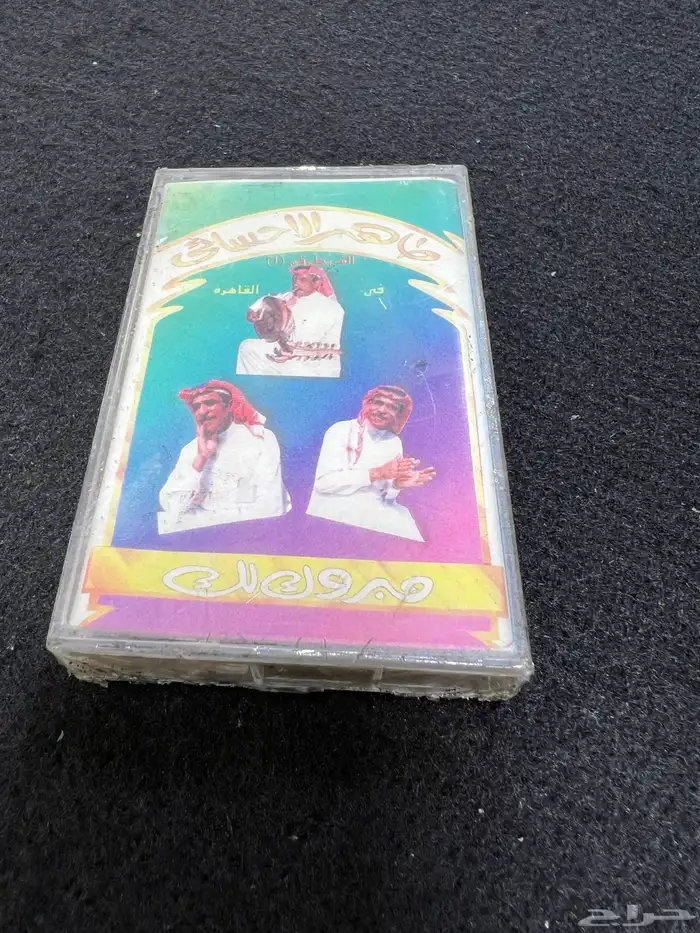 طاهر الاحسائي
في القاهره
مبروك لك
حراج